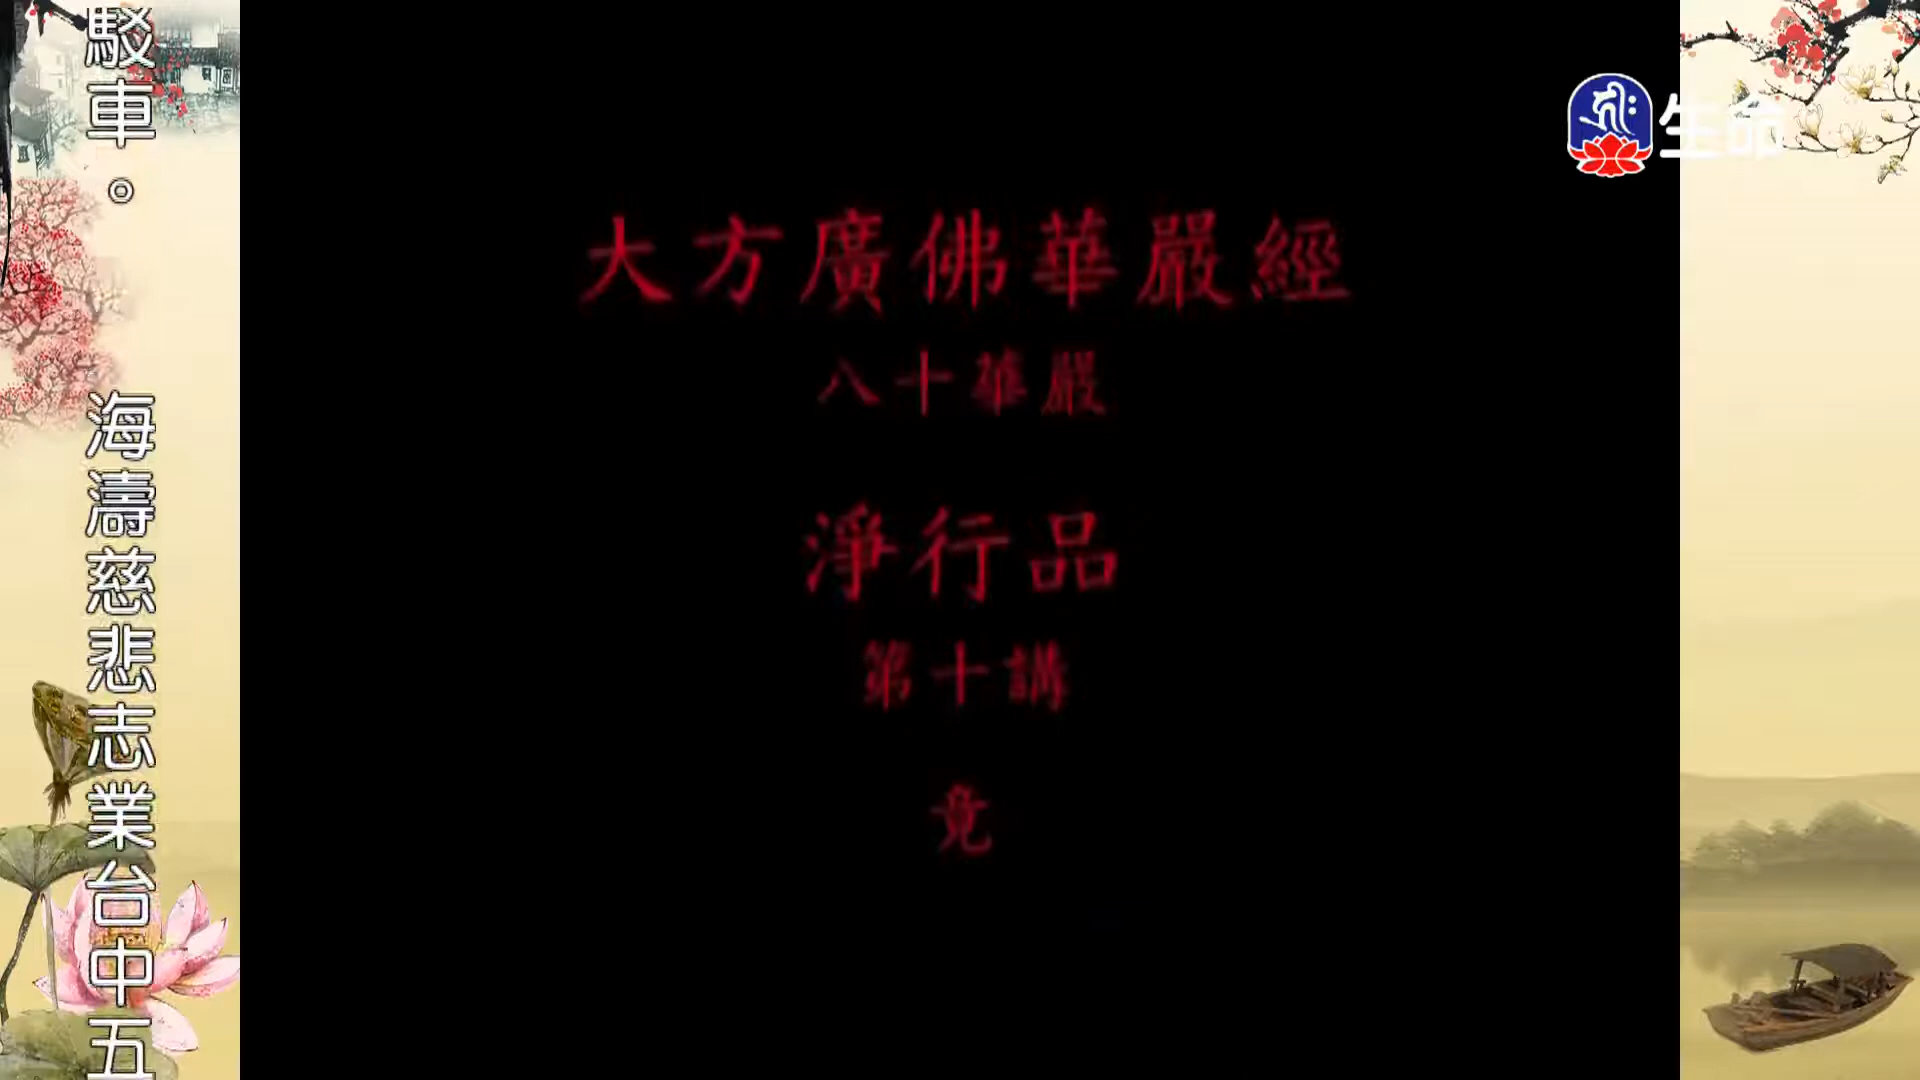 大方廣佛華嚴經
八十華嚴
淨行品
第十講
竟
生命
駁車。 海濤慈悲志業台中五